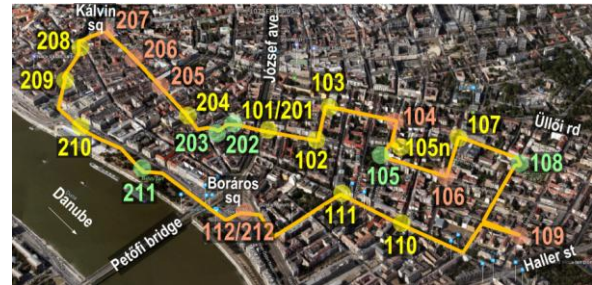 Kálvin
sq
207
208
206
József ave.
209
205
103
204
101/201
104
107
Üllői rd
210
203
202
102
105n
108
105
211
Boráros
sq
106
111
Danube
Petőfi bridge
112/212
110
109
Haller st